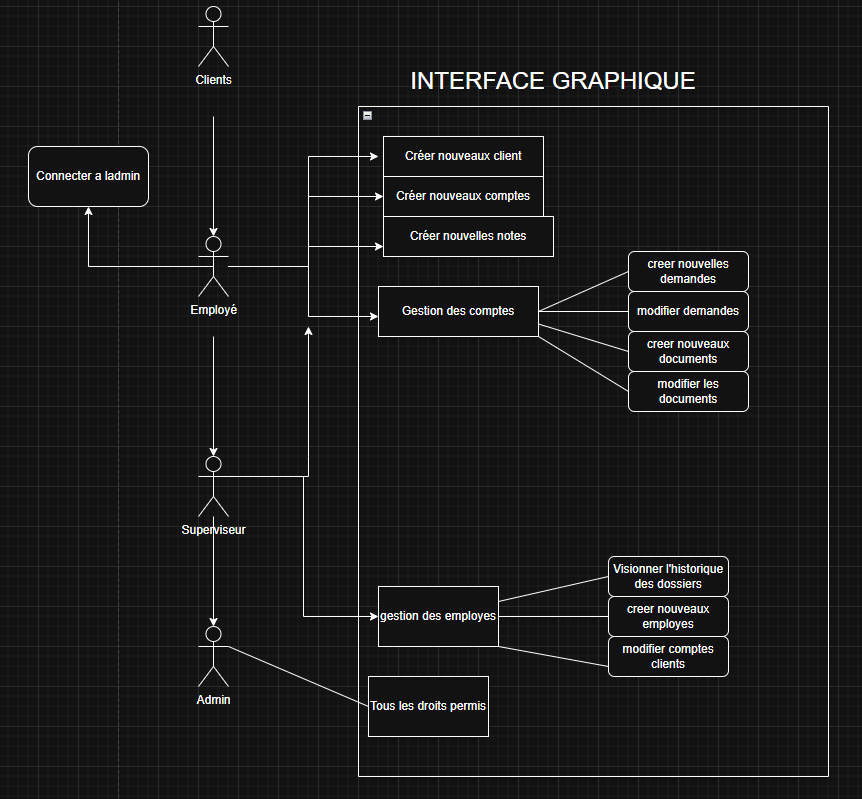 Clients
INTERFACE GRAPHIQUE
Connecter a ladmin
Créer nouveaux client
Créer nouveaux comptes
Créer nouvelles notes
Employé
Gestion des comptes
creer nouvelles
demandes
modifier demandes
creer nouveaux
documents
modifier les
documents
Superviseur
gestion des employes
Visionner l'historique
des dossiers
creer nouveaux
employes
modifier comptes
clients
Admin
Tous les droits permis